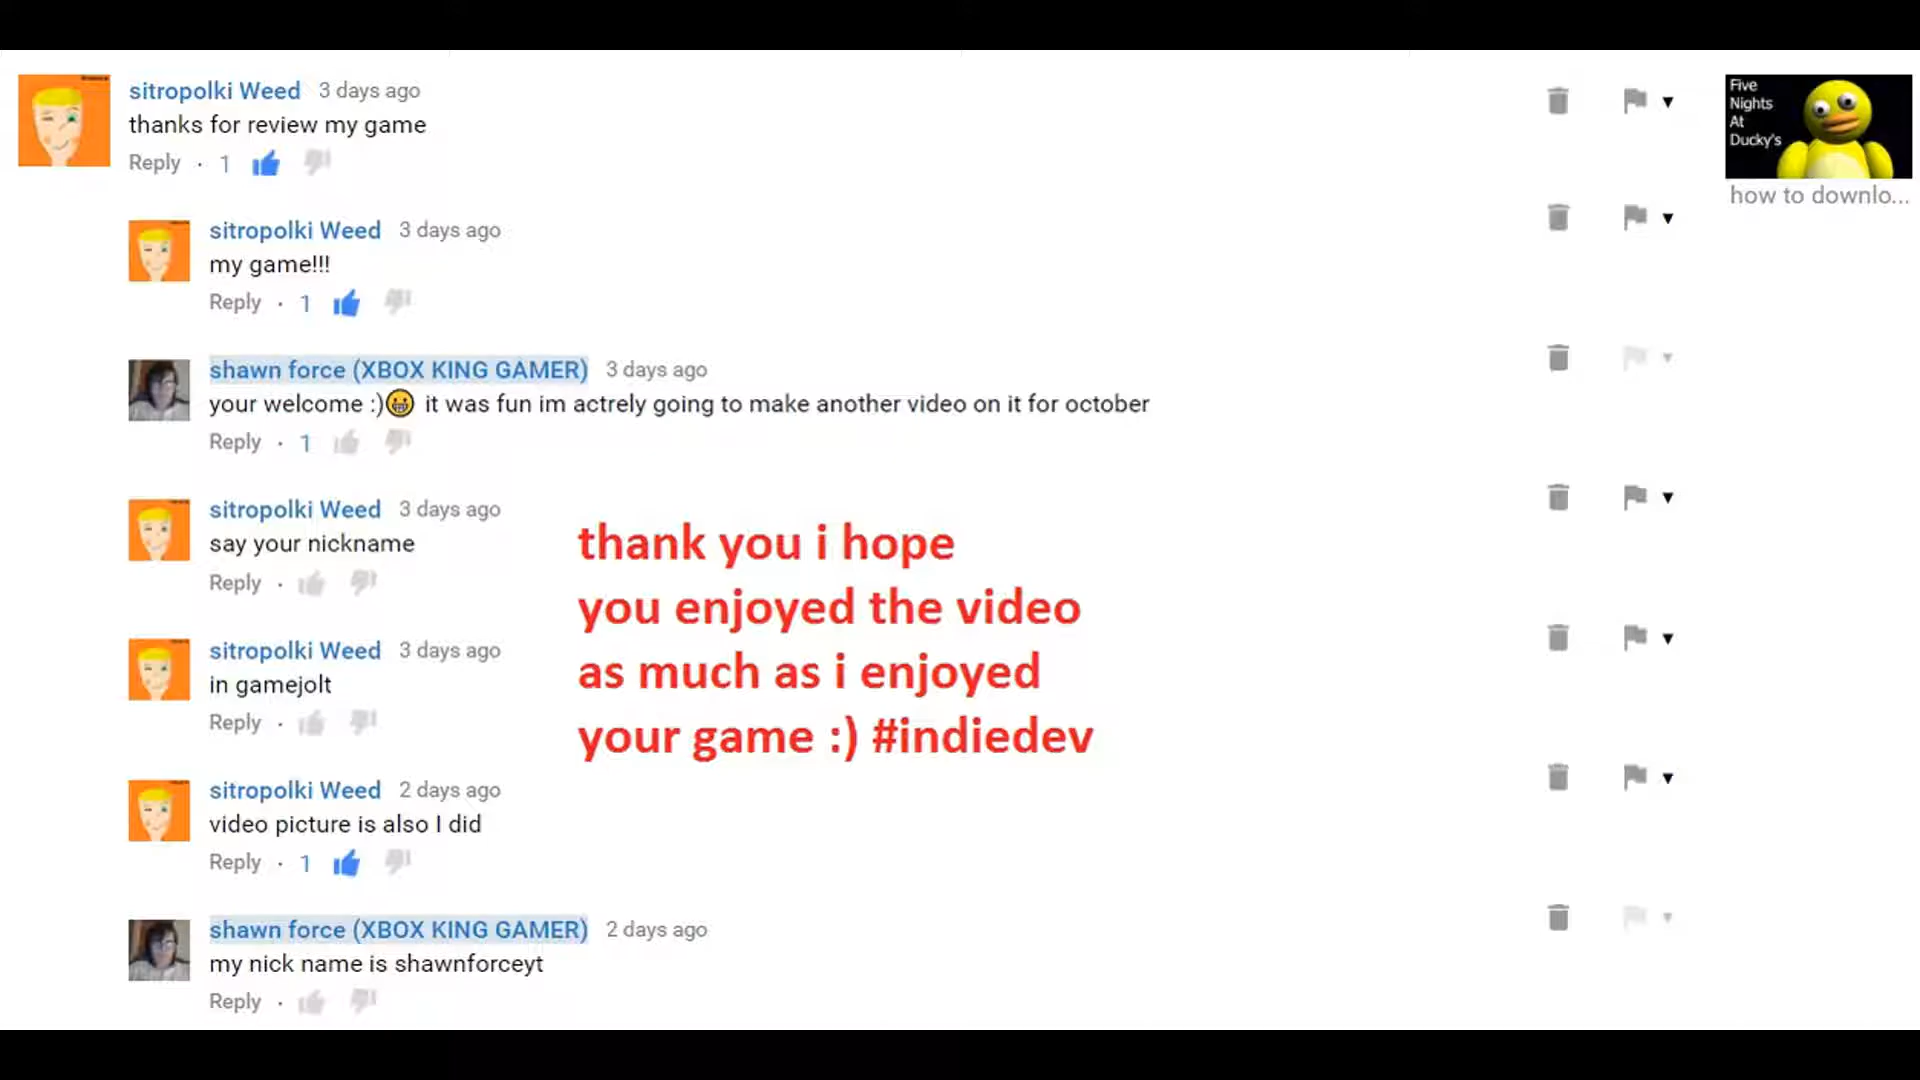 sitropolki Weed 3 days ago
thanks for review my game
Reply · 1
Five
Nights
At
Ducky's
how to downlo...
sitropolki Weed 3 days ago
my game!!!
Reply · 1
shawn force (XBOX KING GAMER) 3 days ago
your welcome :)😀 it was fun im actrely going to make another video on it for october
Reply · 1
sitropolki Weed 3 days ago
say your nickname
Reply ·
sitropolki Weed 3 days ago
in gamejolt
Reply ·
thank you i hope
you enjoyed the video
as much as i enjoyed
your game :) #indiedev
sitropolki Weed 2 days ago
video picture is also I did
Reply · 1
shawn force (XBOX KING GAMER) 2 days ago
my nick name is shawnforceyt
Reply ·